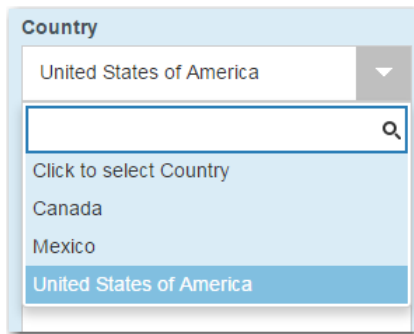 Country
United States of America
Click to select Country
Canada
Mexico
United States of America